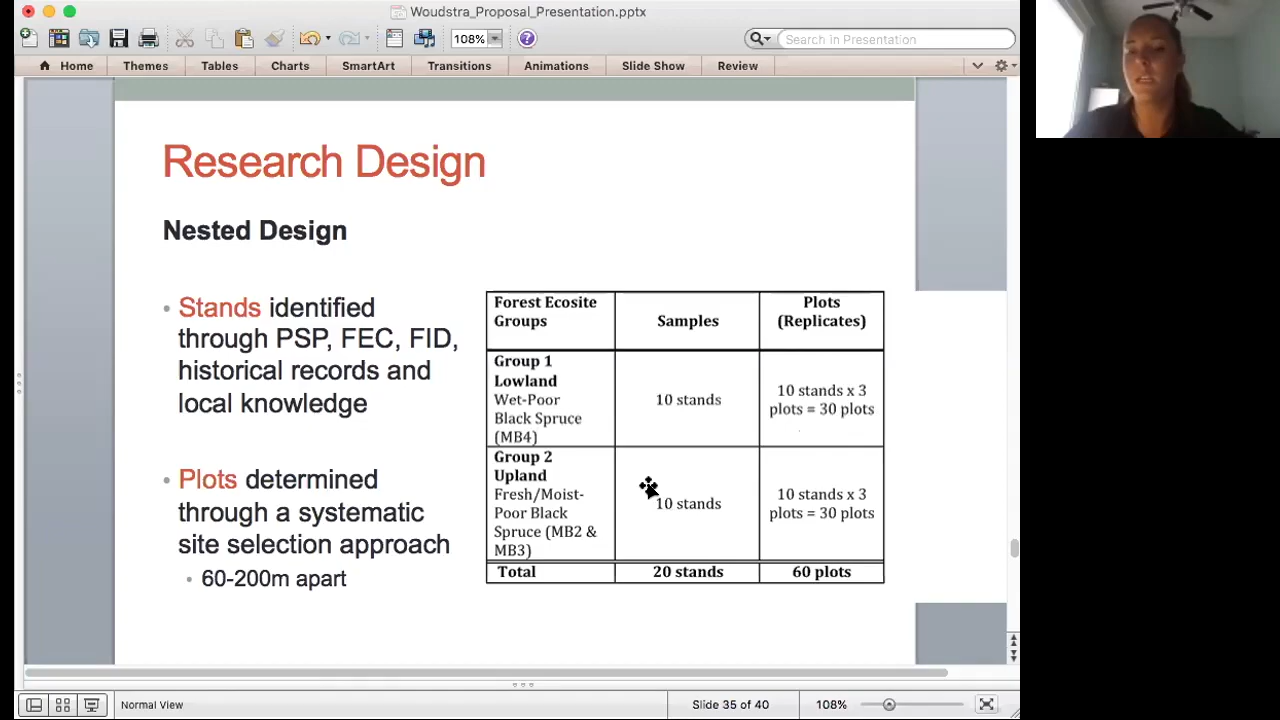 Woudstra_Proposal_Presentation.pptx
108%
Search in Presentation
Home Themes Tables Charts SmartArt Transitions Animations Slide Show Review
Research Design
Nested Design
• Stands identified
through PSP, FEC, FID,
historical records and
local knowledge
• Plots determined
through a systematic
site selection approach
• 60-200m apart
Forest Ecosite
Groups
Samples
Plots
(Replicates)
Group 1
Lowland
Wet-Poor
Black Spruce
(MB4)
10 stands
10 stands x 3
plots = 30 plots
Group 2
Upland
Fresh/Moist-
Poor Black
Spruce (MB2 &
MB3)
10 stands
10 stands x 3
plots = 30 plots
Total
20 stands
60 plots
Normal View
Slide 35 of 40
108%